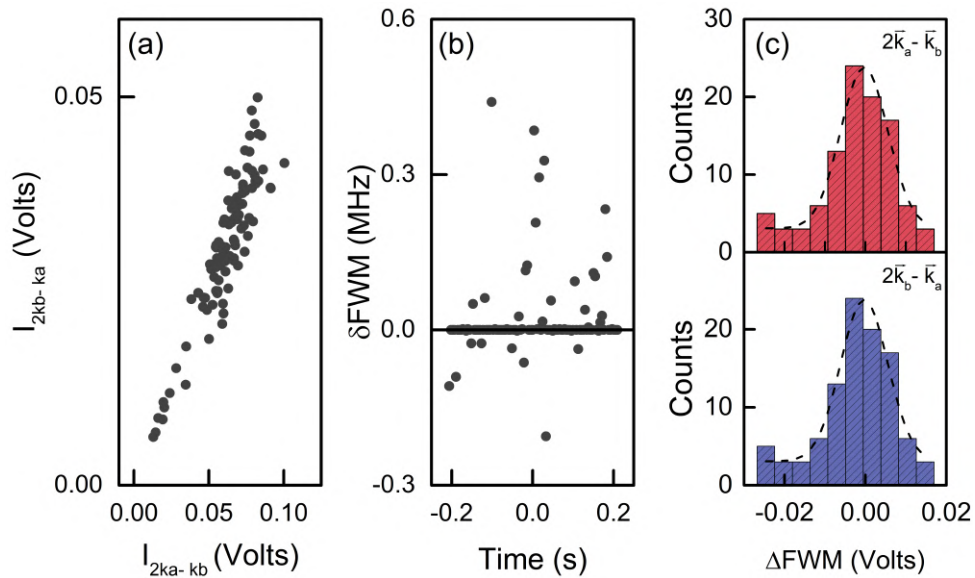 (a)
0.05
0.00
I2kb- ka (Volts)
0.00 0.05 0.10
I2ka- kb (Volts)
(b)
0.6
0.3
0.0
-0.3
δFWM (MHz)
-0.2 0.0 0.2
Time (s)
(c)
2k⃗a- k⃗b
30
20
10
0
Counts
2k⃗b- k⃗a
20
10
0
Counts
-0.02 0.00 0.02
ΔFWM (Volts)